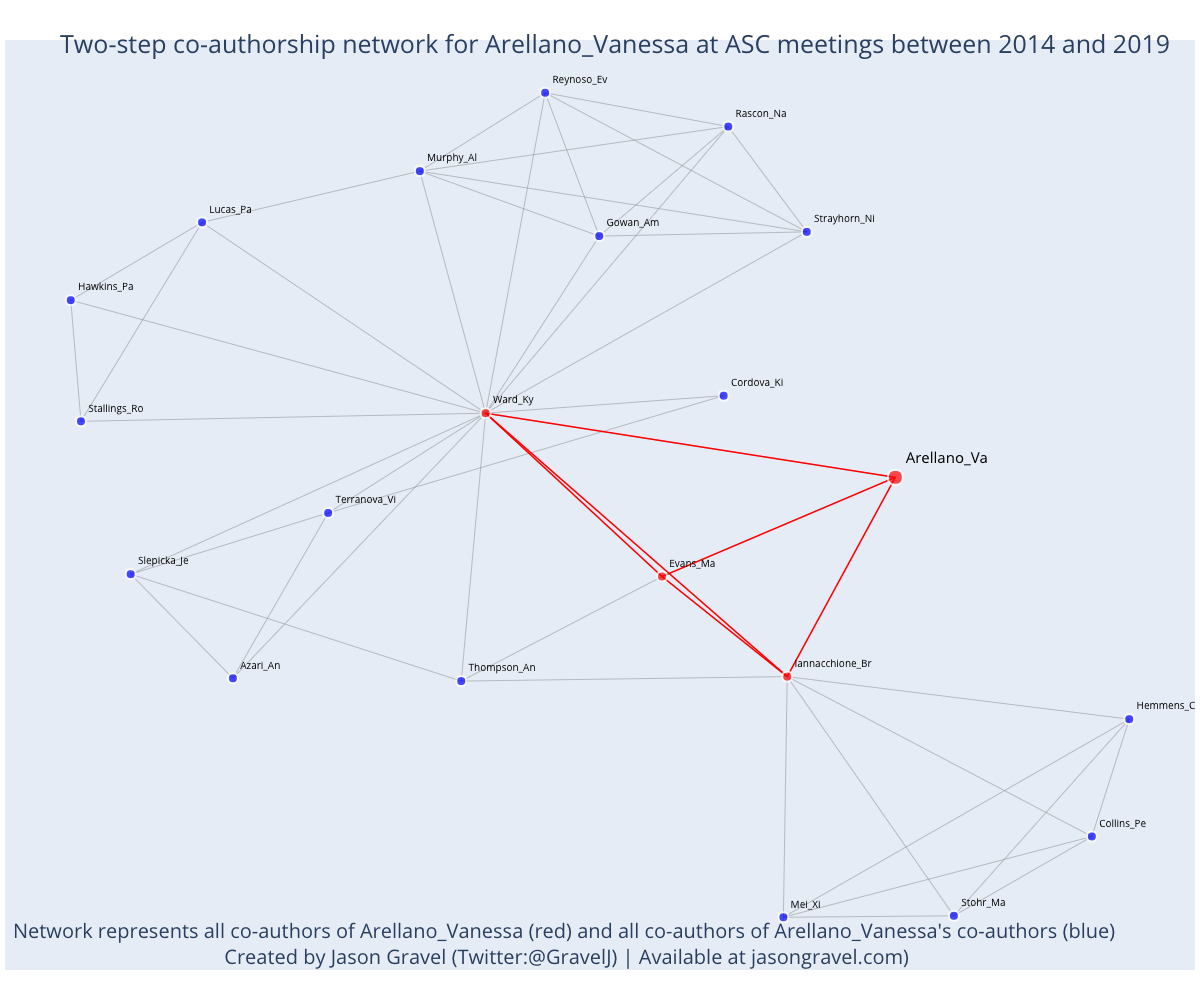 Two-step co-authorship network for Arellano_Vanessa at ASC meetings between 2014 and 2019
Reynoso_Ev
Rascon_Na
Murphy_Al
Lucas_Pa
Strayhorn_Ni
Gowan_Am
Hawkins_Pa
Cordova_Ki
Ward_Ky
Stallings_Ro
Arellano_Va
Terranova_Vi
Slepicka_Je
Evans_Ma
Azari_An
Thompson_An
Iannacchione_Br
Hemmens_C
Collins_Pe
Mei_Xi
Stohr_Ma
Network represents all co-authors of Arellano_Vanessa (red) and all co-authors of Arellano_Vanessa's co-authors (blue)
Created by Jason Gravel (Twitter:@GravelJ) | Available at jasongravel.com)